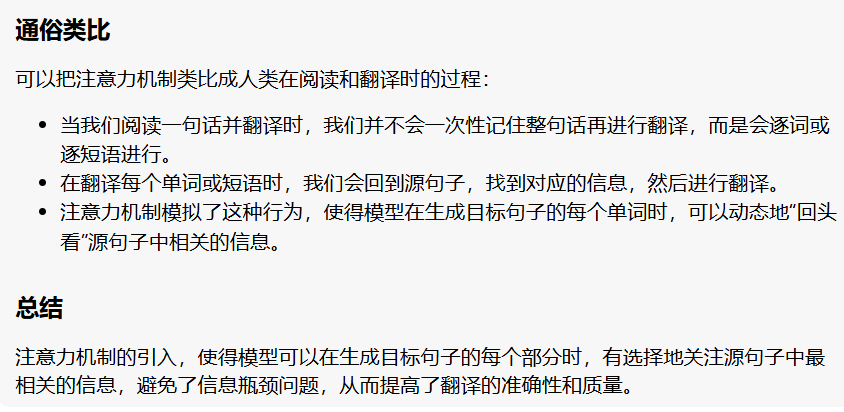 通俗类比
可以把注意力机制类比成人类在阅读和翻译时的过程：
• 当我们阅读一句话并翻译时，我们并不会一次性记住整句话再进行翻译，而是会逐词或
逐短语进行。
• 在翻译每个单词或短语时，我们会回到源句子，找到对应的信息，然后进行翻译。
• 注意力机制模拟了这种行为，使得模型在生成目标句子的每个单词时，可以动态地“回头
看”源句子中相关的信息。
总结
注意力机制的引入，使得模型可以在生成目标句子的每个部分时，有选择地关注源句子中最
相关的信息，避免了信息瓶颈问题，从而提高了翻译的准确性和质量。